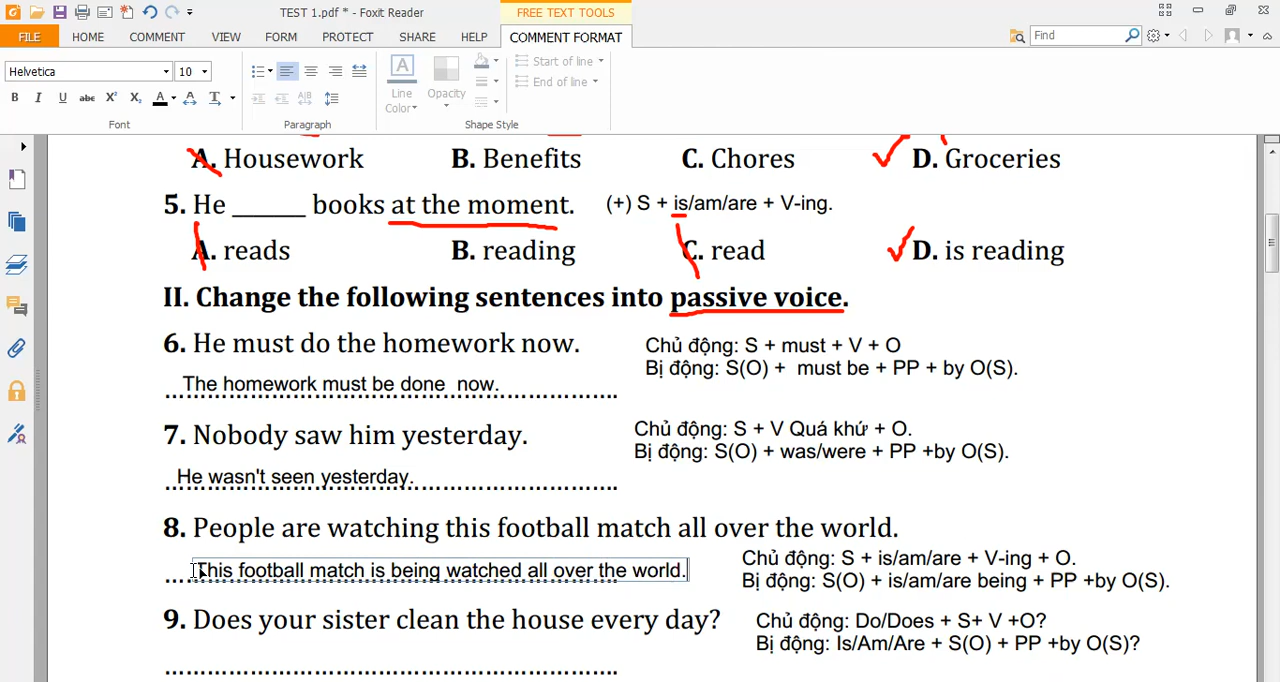 TEST 1.pdf * - Foxit Reader
FREE TEXT TOOLS
FILE HOME COMMENT VIEW FORM PROTECT SHARE HELP COMMENT FORMAT
Find
Helvetica 10
Start of line
End of line
B I U abc X² X₂ A A T
Line Color
Opacity
Font Paragraph Shape Style
A. Housework B. Benefits C. Chores D. Groceries
5. He _______ books at the moment. (+) S + is/am/are + V-ing.
A. reads B. reading C. read D. is reading
II. Change the following sentences into passive voice.
6. He must do the homework now.
Chủ động: S + must + V + O
Bị động: S(O) + must be + PP + by O(S).
The homework must be done now.
7. Nobody saw him yesterday.
Chủ động: S + V Quá khứ + O.
Bị động: S(O) + was/were + PP +by O(S).
He wasn't seen yesterday.
8. People are watching this football match all over the world.
Chủ động: S + is/am/are + V-ing + O.
This football match is being watched all over the world.
Bị động: S(O) + is/am/are being + PP +by O(S).
9. Does your sister clean the house every day?
Chủ động: Do/Does + S+ V +O?
Bị động: Is/Am/Are + S(O) + PP +by O(S)?